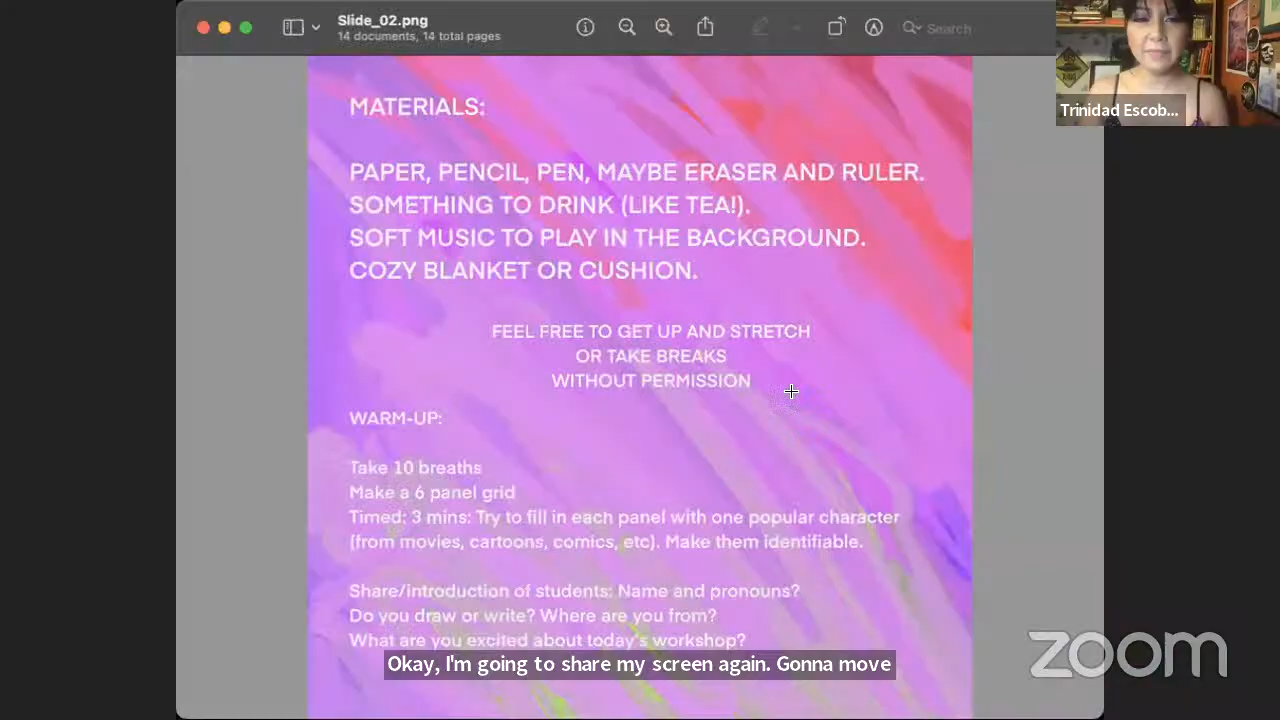 Slide_02.png
14 documents, 14 total pages
Search
Trinidad Escob...
MATERIALS:
PAPER, PENCIL, PEN, MAYBE ERASER AND RULER.
SOMETHING TO DRINK (LIKE TEA!).
SOFT MUSIC TO PLAY IN THE BACKGROUND.
COZY BLANKET OR CUSHION.
FEEL FREE TO GET UP AND STRETCH
OR TAKE BREAKS
WITHOUT PERMISSION
WARM-UP:
Take 10 breaths
Make a 6 panel grid
Timed: 3 mins: Try to fill in each panel with one popular character
(from movies, cartoons, comics, etc). Make them identifiable.
Share/introduction of students: Name and pronouns?
Do you draw or write? Where are you from?
What are you excited about today's workshop?
Okay, I'm going to share my screen again. Gonna move
zoom